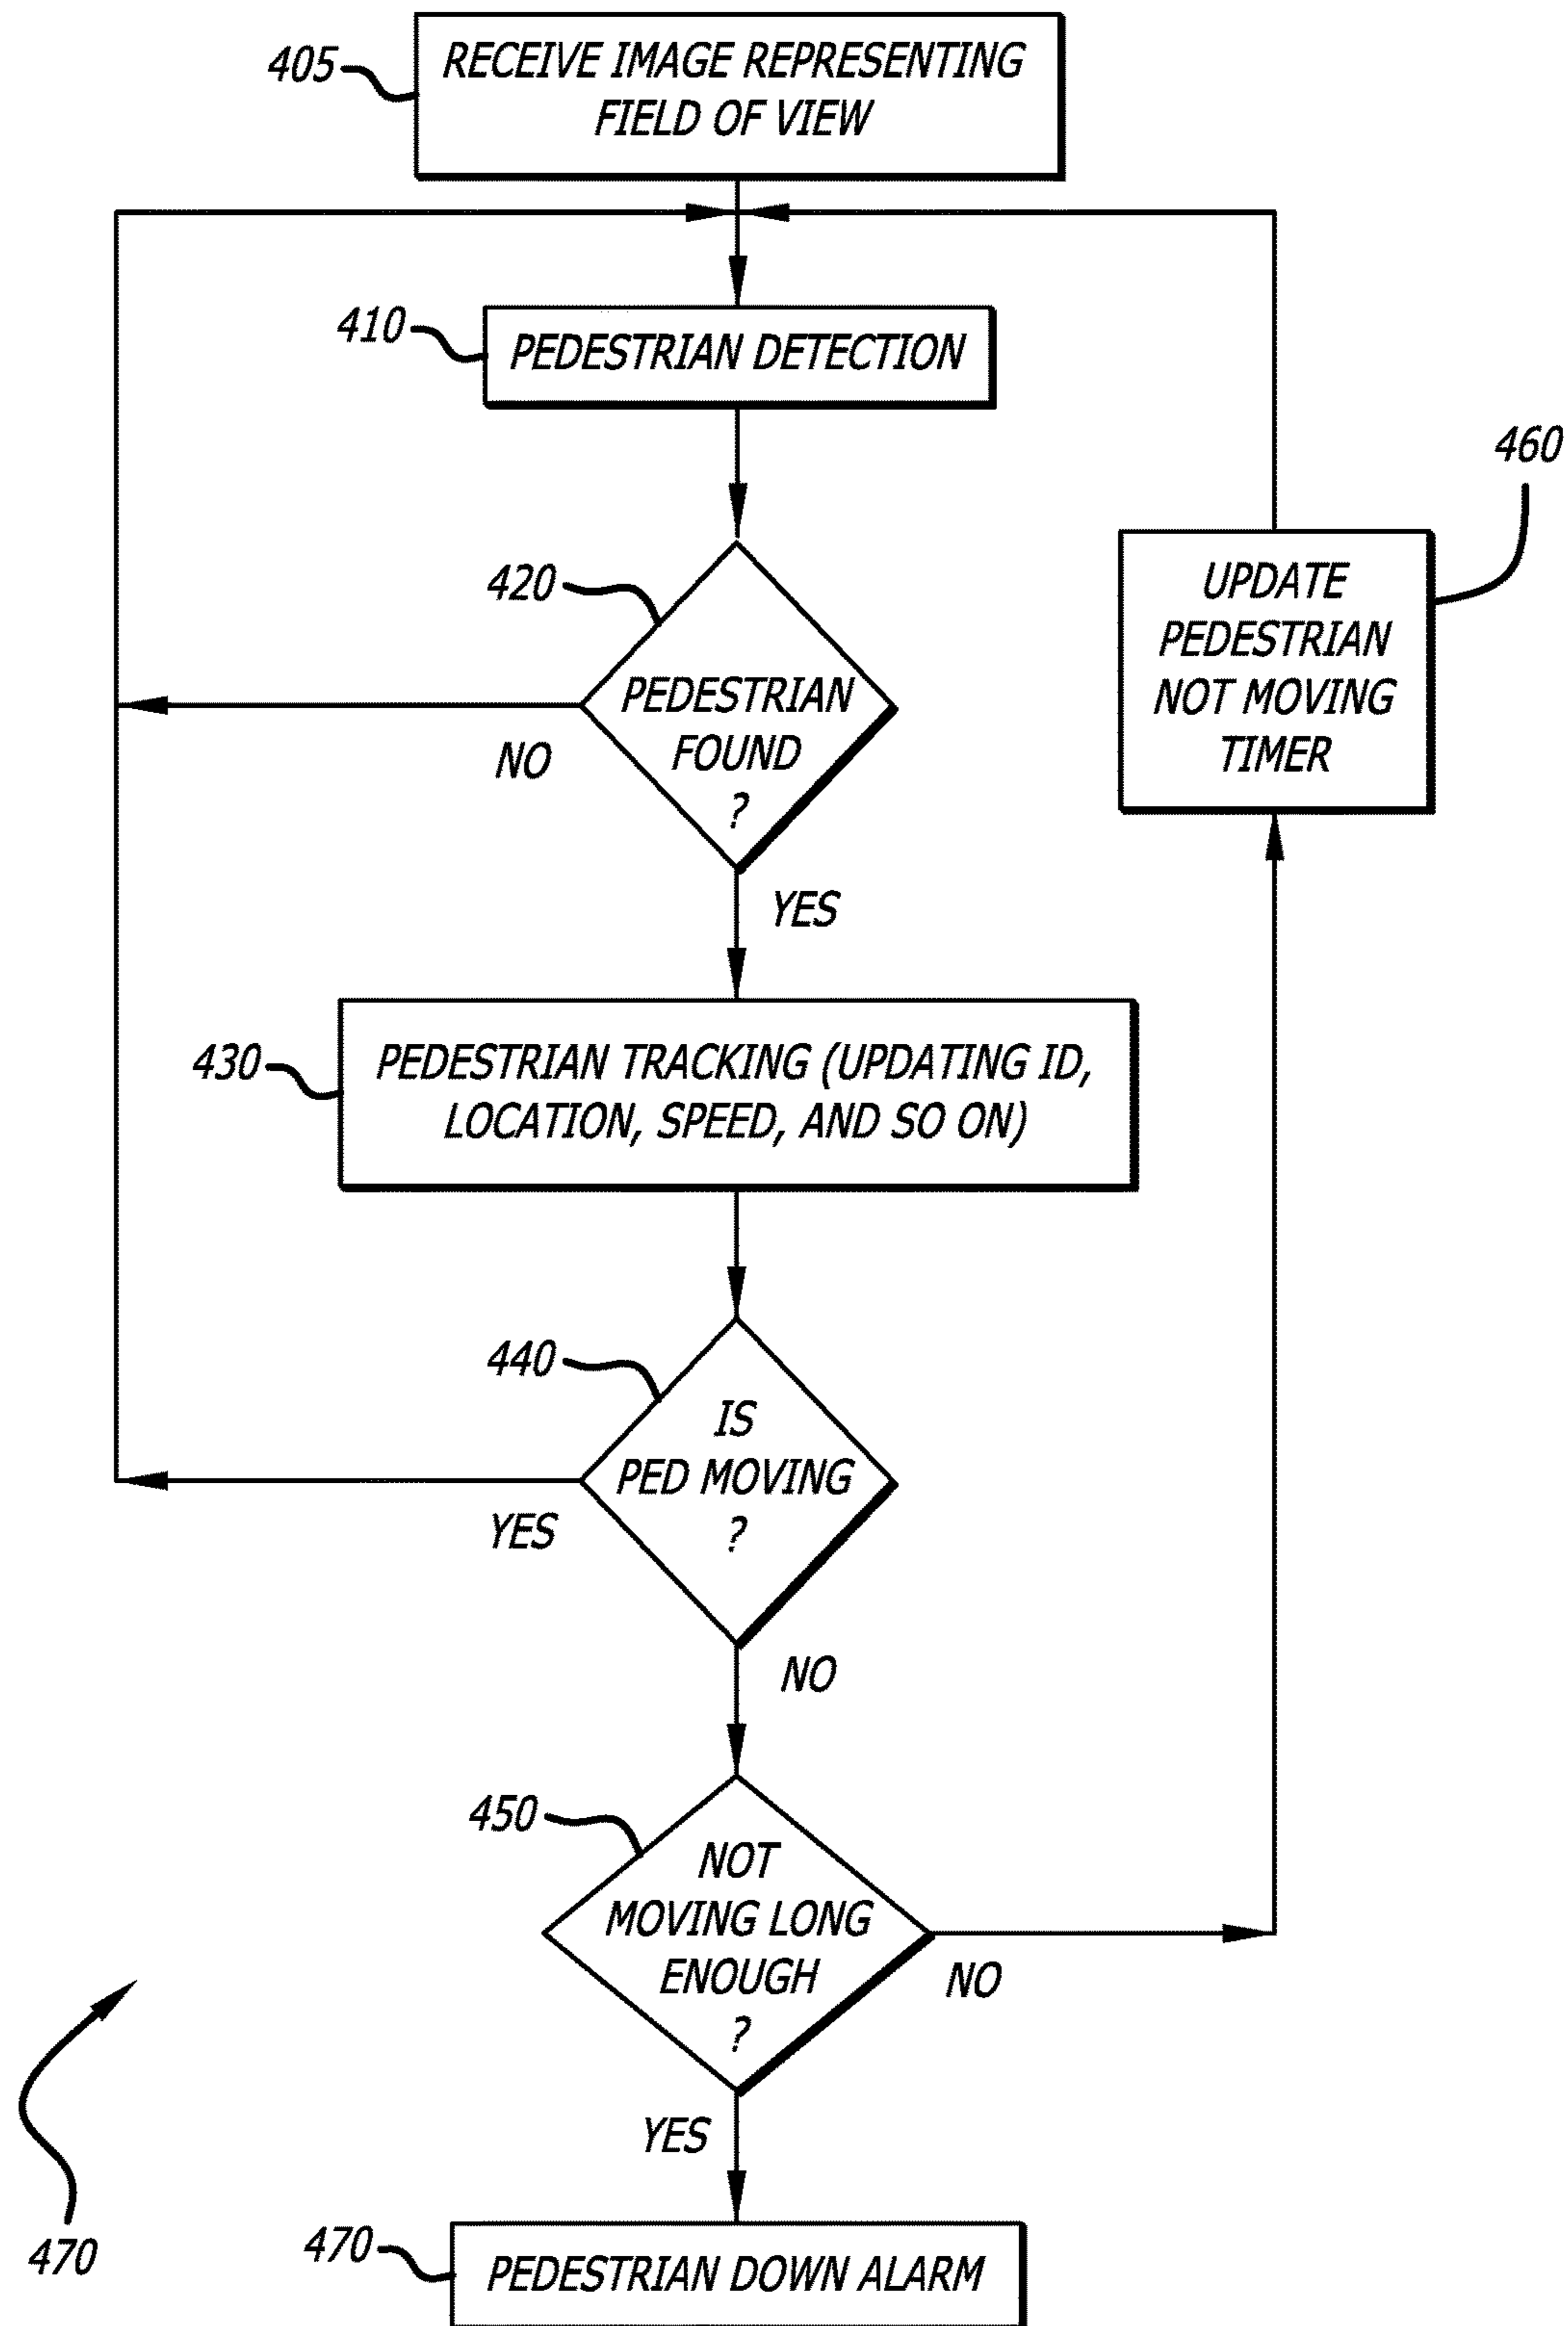 405
RECEIVE IMAGE REPRESENTING
FIELD OF VIEW
410
PEDESTRIAN DETECTION
460
UPDATE
PEDESTRIAN
NOT MOVING
TIMER
420
PEDESTRIAN
FOUND
?
NO
YES
430
PEDESTRIAN TRACKING (UPDATING ID,
LOCATION, SPEED, AND SO ON)
440
IS
PED MOVING
?
YES
NO
450
NOT
MOVING LONG
ENOUGH
?
NO
YES
470
470
PEDESTRIAN DOWN ALARM